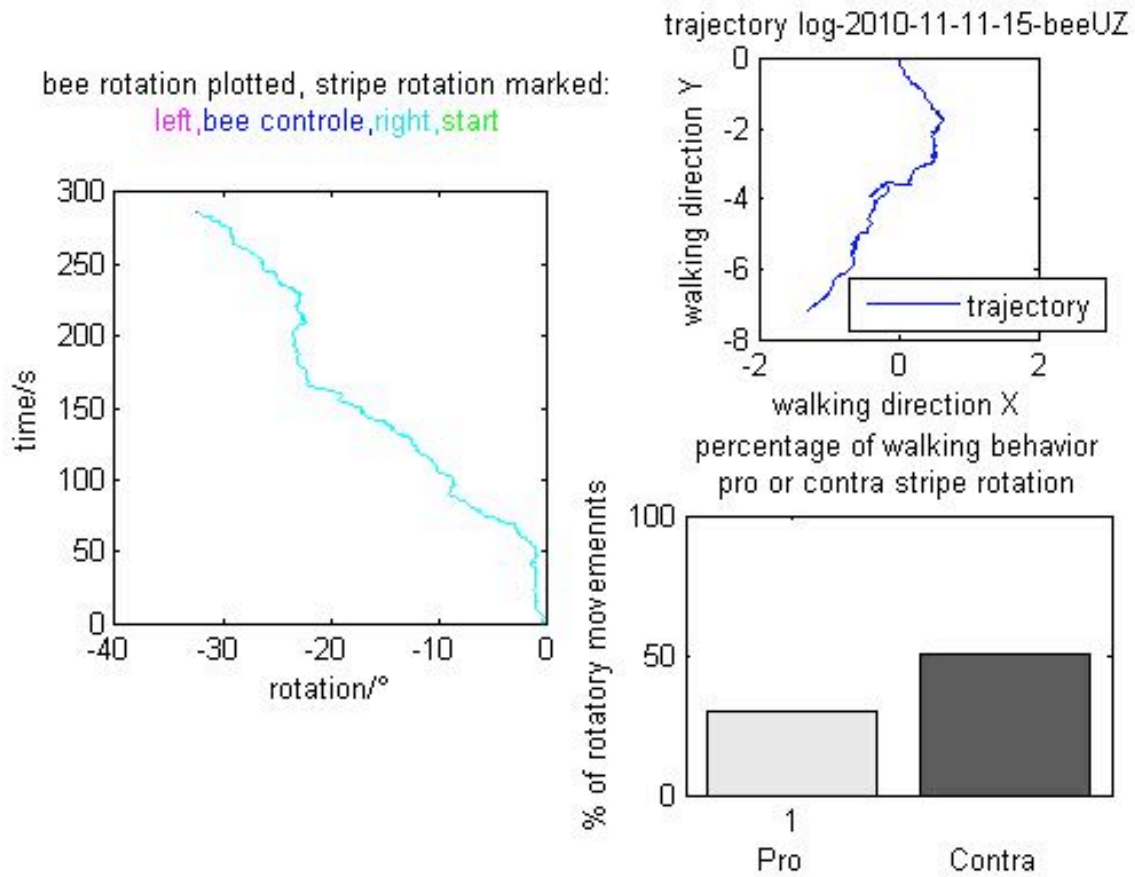 bee rotation plotted, stripe rotation marked:
left,bee controle,right,start
300
250
200
150
100
50
0
-40
-30
-20
-10
0
time/s
rotation/°
trajectory log-2010-11-11-15-beeUZ
0
-2
-4
-6
-8
-2
0
2
walking direction Y
trajectory
walking direction X
percentage of walking behavior
pro or contra stripe rotation
100
50
0
% of rotatory movemennts
1
Pro
Contra